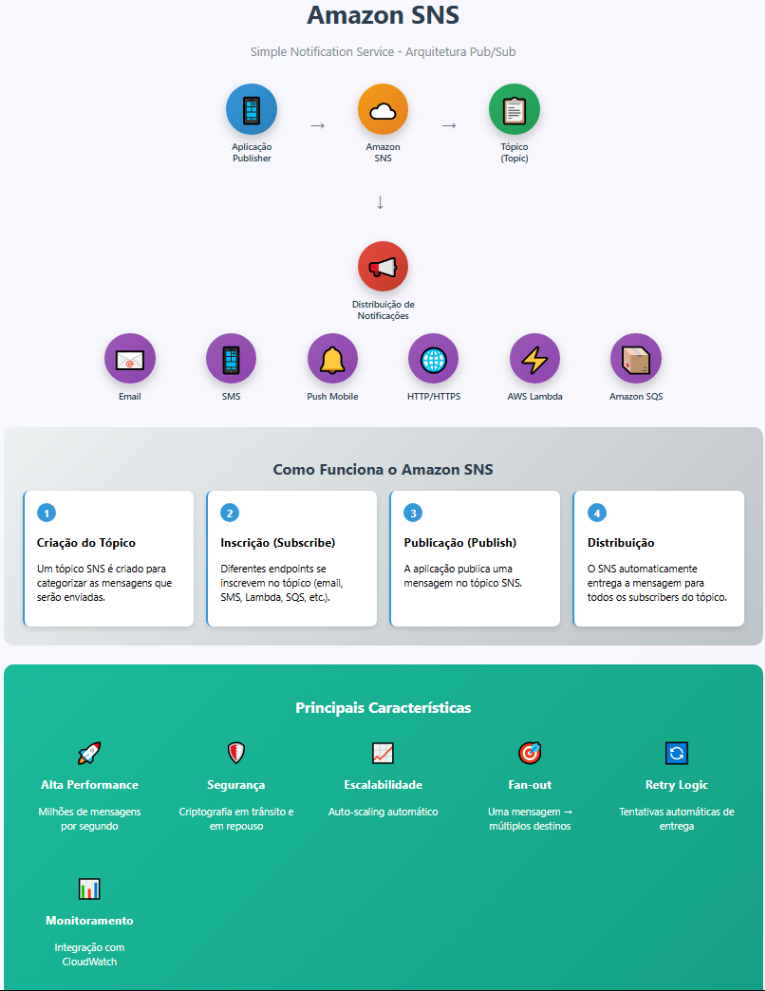 Amazon SNS
Simple Notification Service - Arquitetura Pub/Sub
→
→
Aplicação
Publisher
Amazon
SNS
Tópico
(Topic)
↓
Distribuição de
Notificações
Email
SMS
Push Mobile
HTTP/HTTPS
AWS Lambda
Amazon SQS
Como Funciona o Amazon SNS
1
Criação do Tópico
Um tópico SNS é criado para
categorizar as mensagens que
serão enviadas.
2
Inscrição (Subscribe)
Diferentes endpoints se
inscrevem no tópico (email,
SMS, Lambda, SQS, etc.).
3
Publicação (Publish)
A aplicação publica uma
mensagem no tópico SNS.
4
Distribuição
O SNS automaticamente
entrega a mensagem para
todos os subscribers do tópico.
Principais Características
Alta Performance
Milhões de mensagens
por segundo
Segurança
Criptografia em trânsito e
em repouso
Escalabilidade
Auto-scaling automático
Fan-out
Uma mensagem →
múltiplos destinos
Retry Logic
Tentativas automáticas de
entrega
Monitoramento
Integração com
CloudWatch